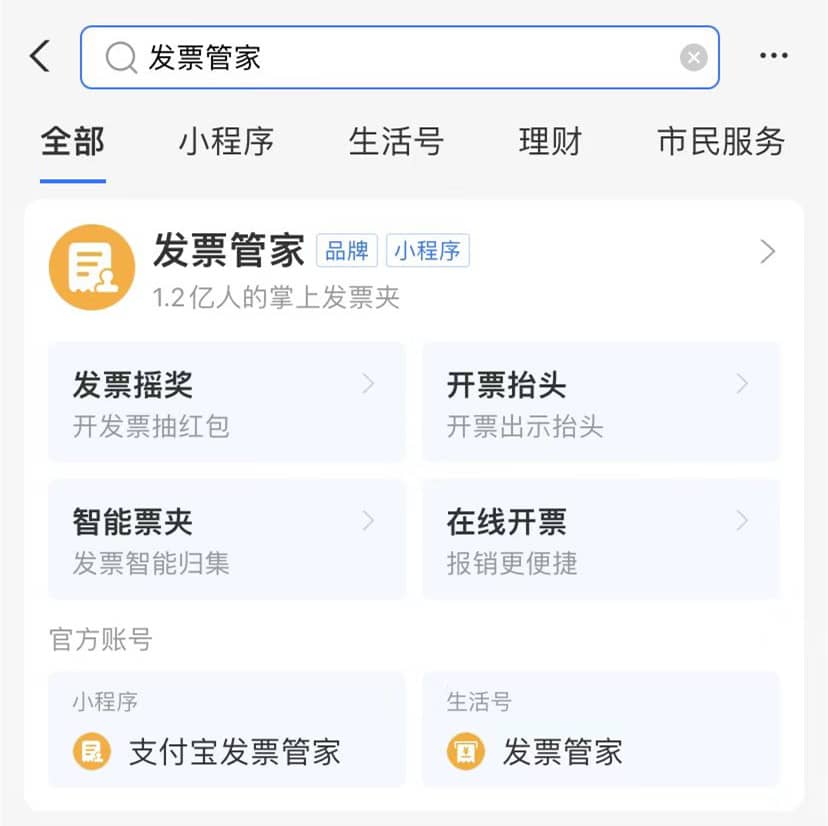 发票管家
全部 小程序 生活号 理财 市民服务
发票管家 品牌 小程序
1.2亿人的掌上发票夹
发票摇奖 开票抬头
开发票抽红包 开票出示抬头
智能票夹 在线开票
发票智能归集 报销更便捷
官方账号
小程序 生活号
支付宝发票管家 发票管家